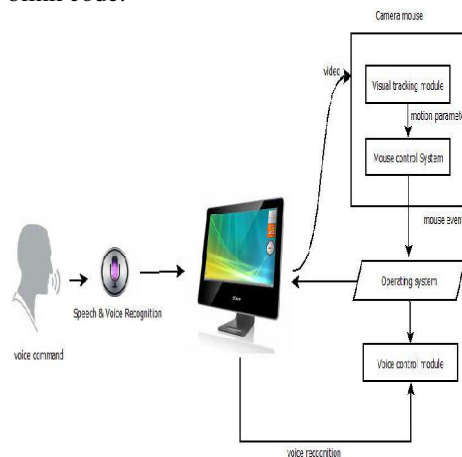 Camera mouse
video
Visual tracking module
motion paramete
Mouse control System
mouse event
Operating system
Speech & Voice Recognition
voice command
Voice control module
voice recognition